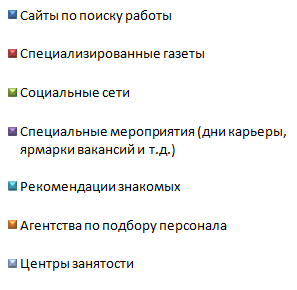 Сайты по поиску работы
Специализированные газеты
Социальные сети
Специальные мероприятия (дни карьеры,
ярмарки вакансий и т.д.)
Рекомендации знакомых
Агентства по подбору персонала
Центры занятости